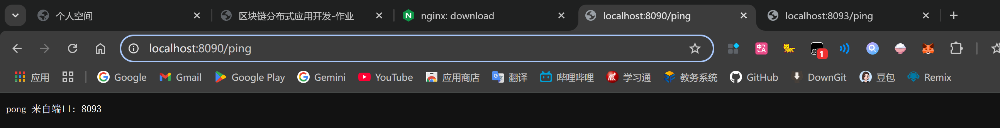 个人空间
区块链分布式应用开发-作业
nginx: download
localhost:8090/ping
localhost:8093/ping
localhost:8090/ping
1
应用
Google
Gmail
Google Play
Gemini
YouTube
应用商店
翻译
哔哩哔哩
学习通
教务系统
GitHub
DownGit
豆包
Remix
pong 来自端口: 8093